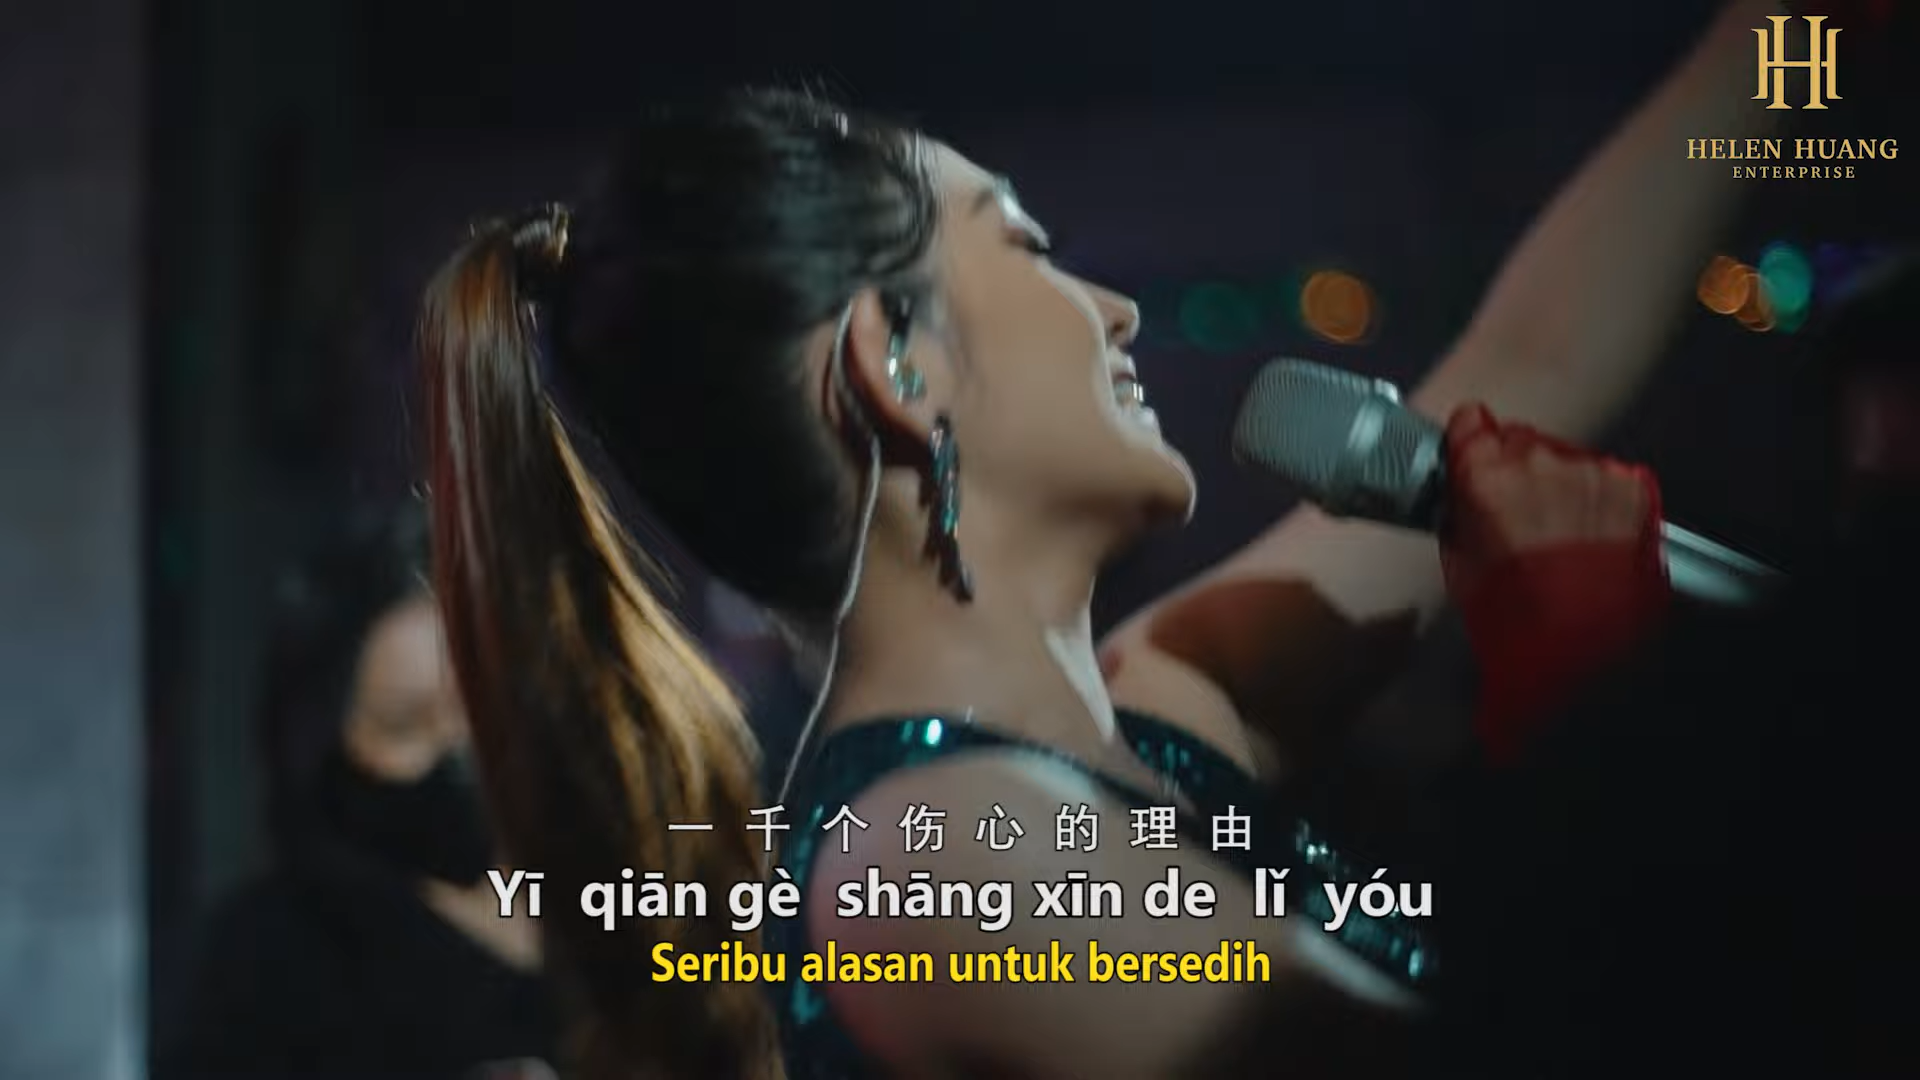 HELEN HUANG
ENTERPRISE
一千个伤心的理由
Yī qiān gè shāng xīn de lǐ yóu
Seribu alasan untuk bersedih